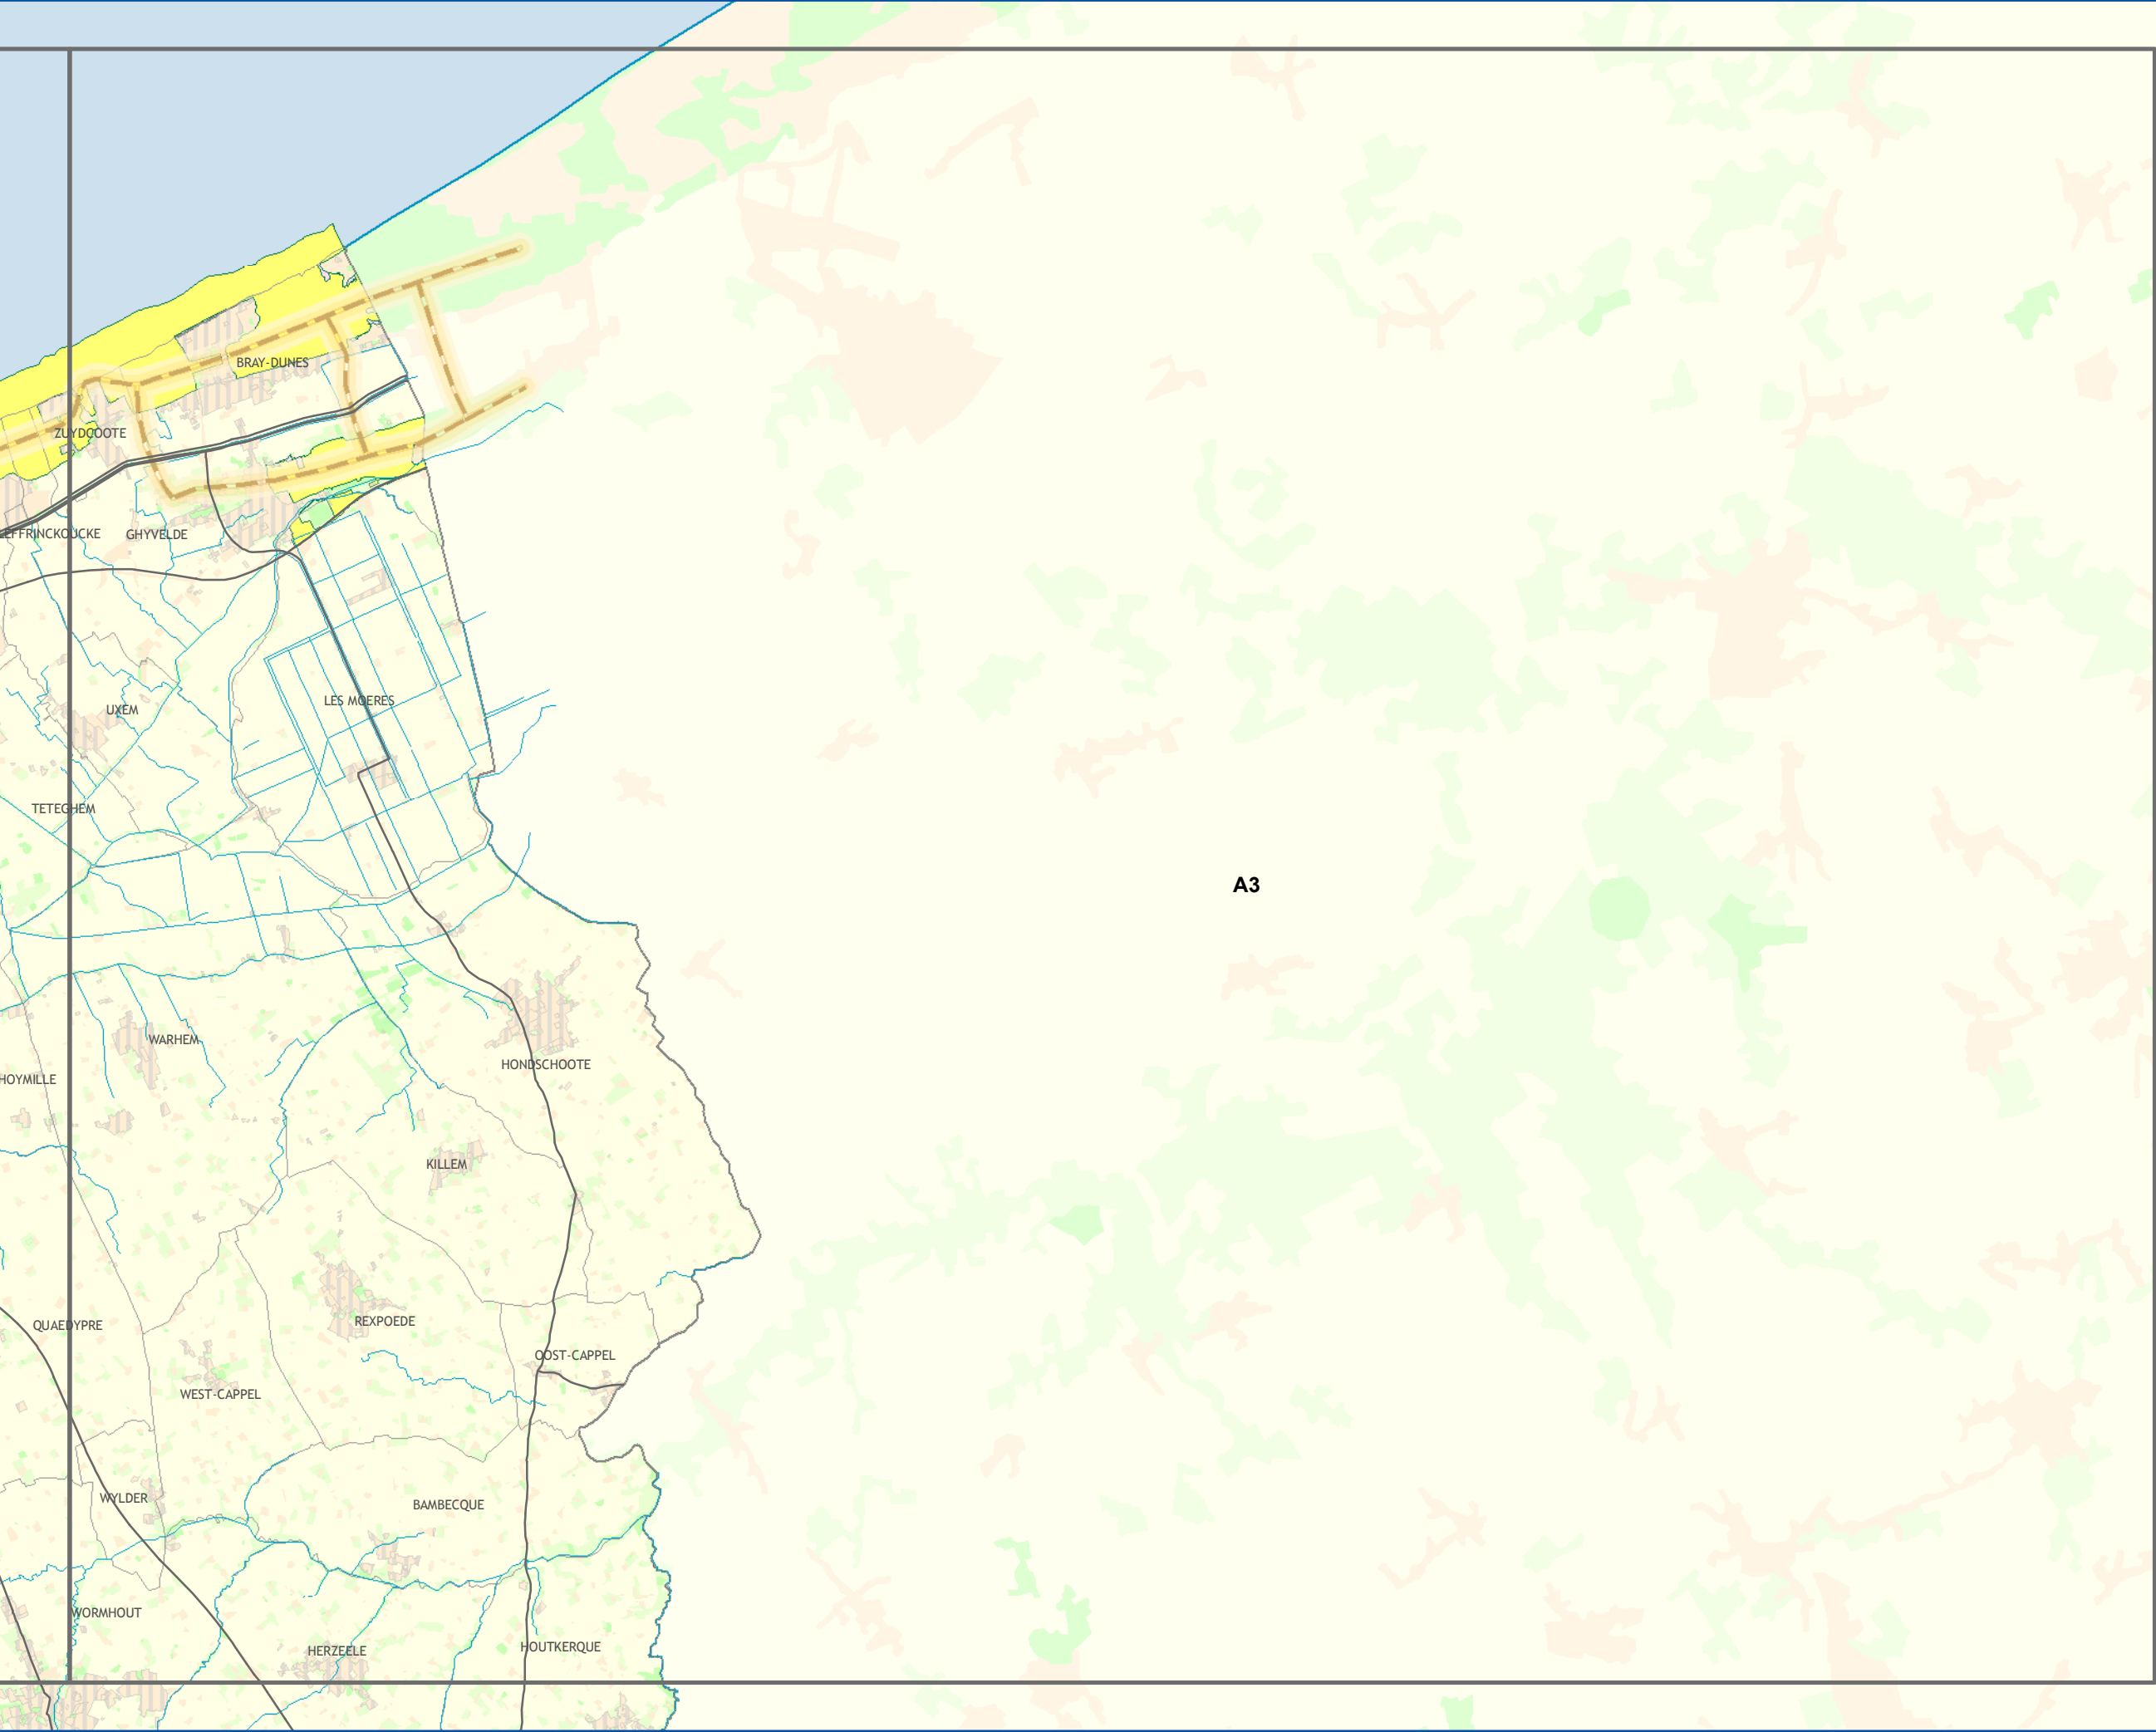 BRAY-DUNES
ZUYDCOOTE
LEFFRINCKOUCKE
GHYVELDE
LES MOERES
UXEM
TETEGHEM
A3
WARHEM
HONDSCHOOTE
HOYMILLE
KILLEM
REXPOEDE
QUAEDYPRE
OOST-CAPPEL
WEST-CAPPEL
WYLDER
BAMBECQUE
WORMHOUT
HOUTKERQUE
HERZEELE